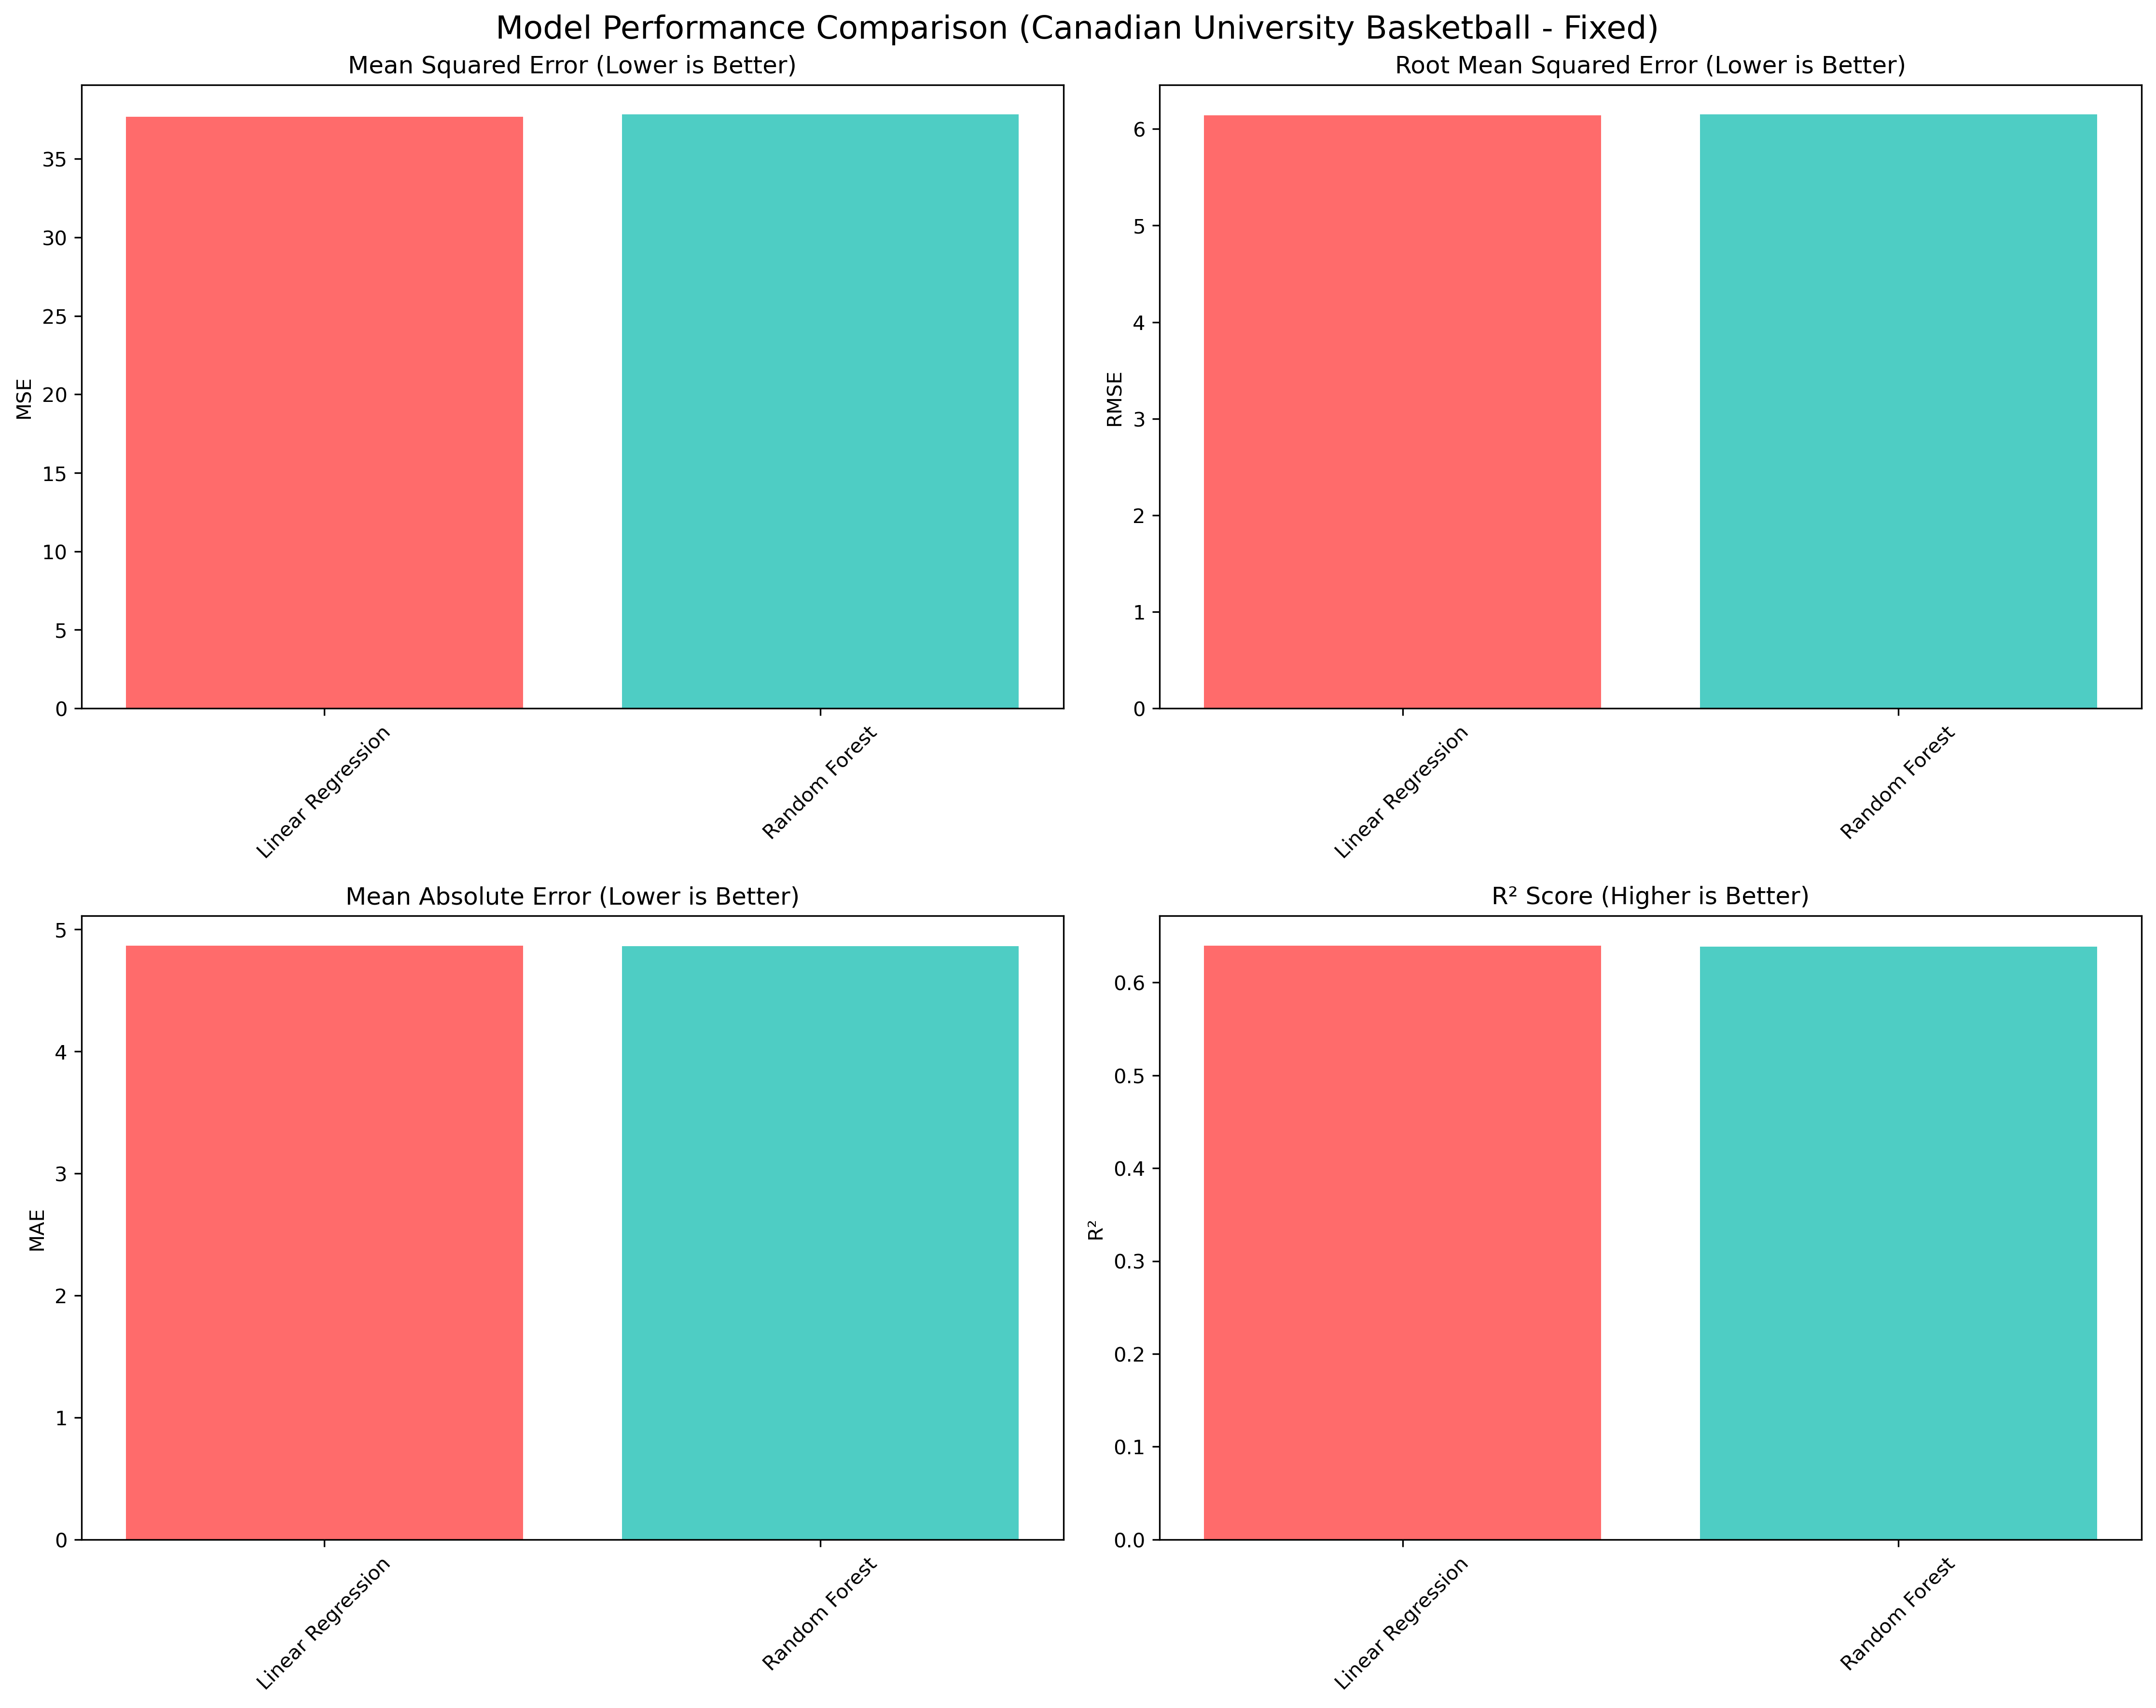 Model Performance Comparison (Canadian University Basketball - Fixed)
Mean Squared Error (Lower is Better)
MSE
35
30
25
20
15
10
5
0
Linear Regression
Random Forest
Root Mean Squared Error (Lower is Better)
RMSE
6
5
4
3
2
1
0
Linear Regression
Random Forest
Mean Absolute Error (Lower is Better)
MAE
5
4
3
2
1
0
Linear Regression
Random Forest
R² Score (Higher is Better)
R²
0.6
0.5
0.4
0.3
0.2
0.1
0.0
Linear Regression
Random Forest